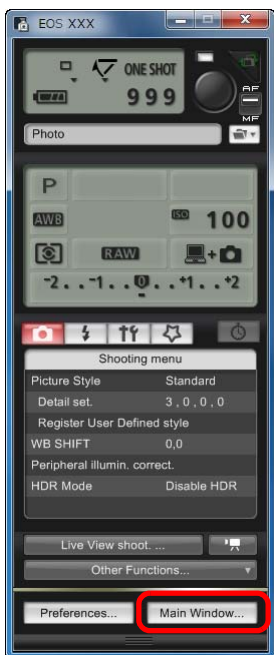 EOS XXX
ONE SHOT
999
AF
MF
Photo
P
AWB
ISO 100
RAW
-2..-1..0..+1..+2
Shooting menu
Picture Style Standard
Detail set. 3 , 0 , 0 , 0
Register User Defined style
WB SHIFT 0,0
Peripheral illumin. correct.
HDR Mode Disable HDR
Live View shoot. ...
Other Functions...
Preferences... Main Window...